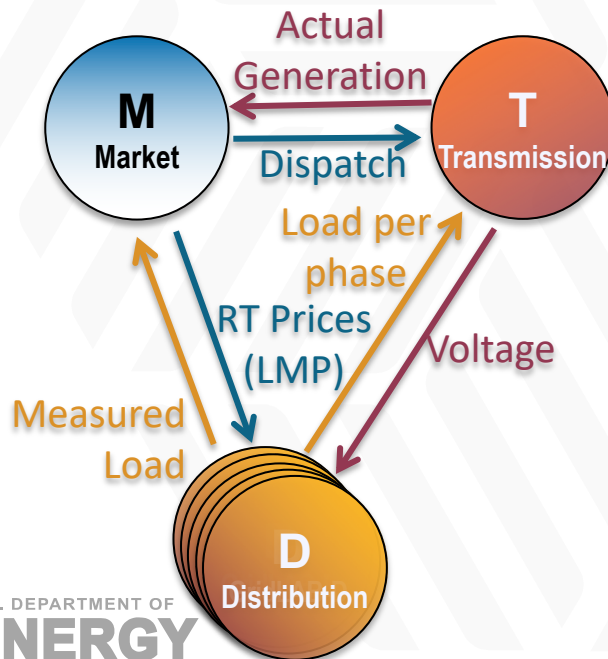 Actual
Generation
M
Market
T
Transmission
Dispatch
Load per
phase
RT Prices
(LMP)
Voltage
Measured
Load
D
Distribution
. DEPARTMENT OF
NERGY